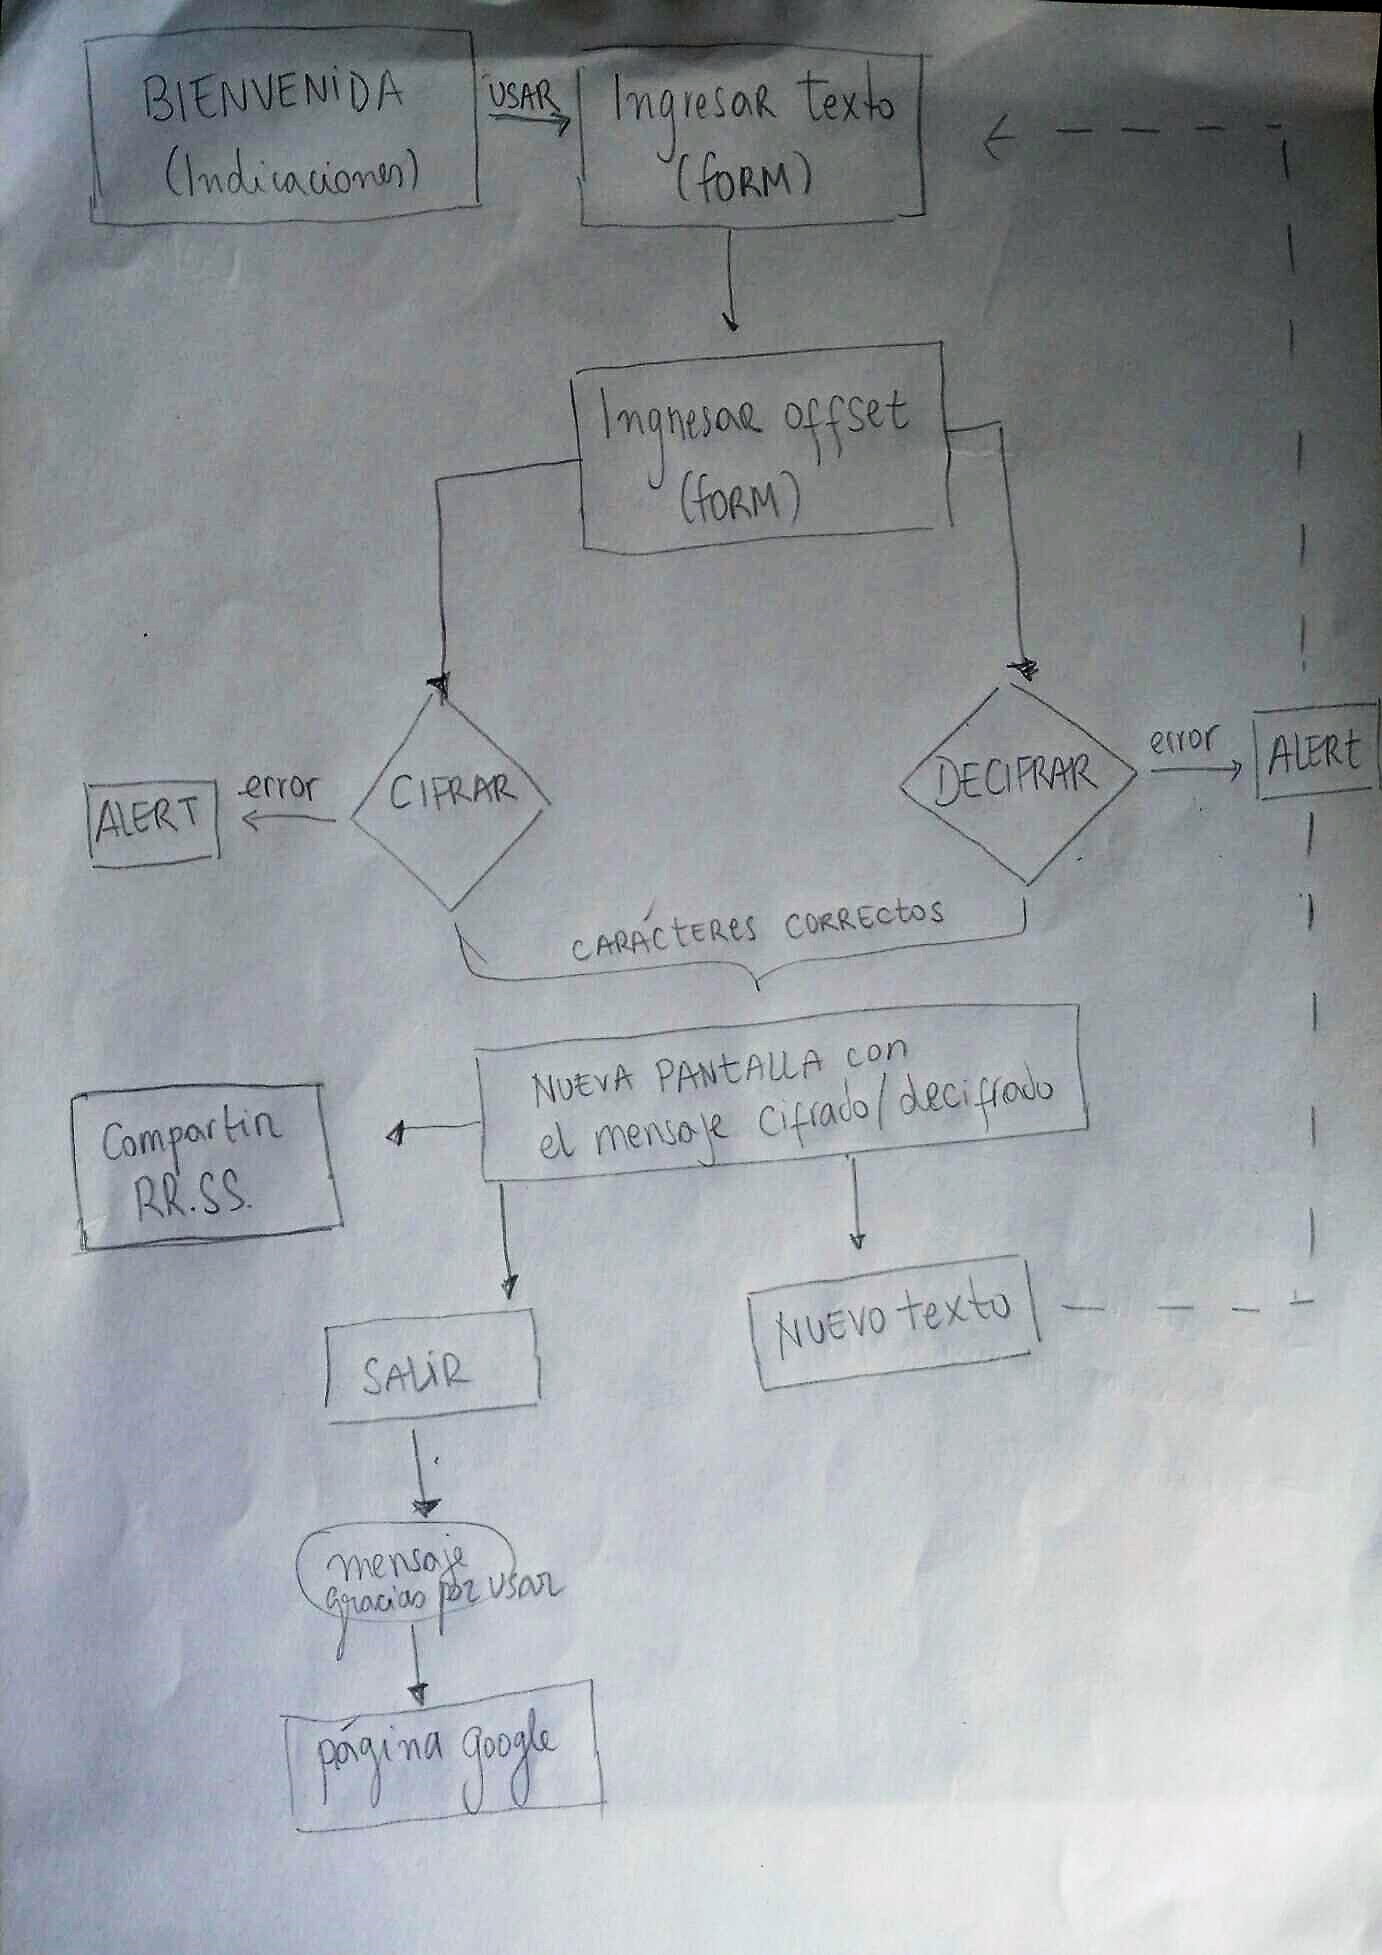 BIENVENIDA
(Indicaciones)
USAR
Ingresar texto
(FORM)
Ingresar offset
(FORM)
CIFRAR
error
ALERT
DECIFRAR
error
ALERt
CARÁCteRes CORRECtos
NUEVA PANtALLA con
el mensaje cifrado/decifrado
Compartir
RR.SS.
SALiR
NUEVO texto
mensaje
gracias por usar
página google